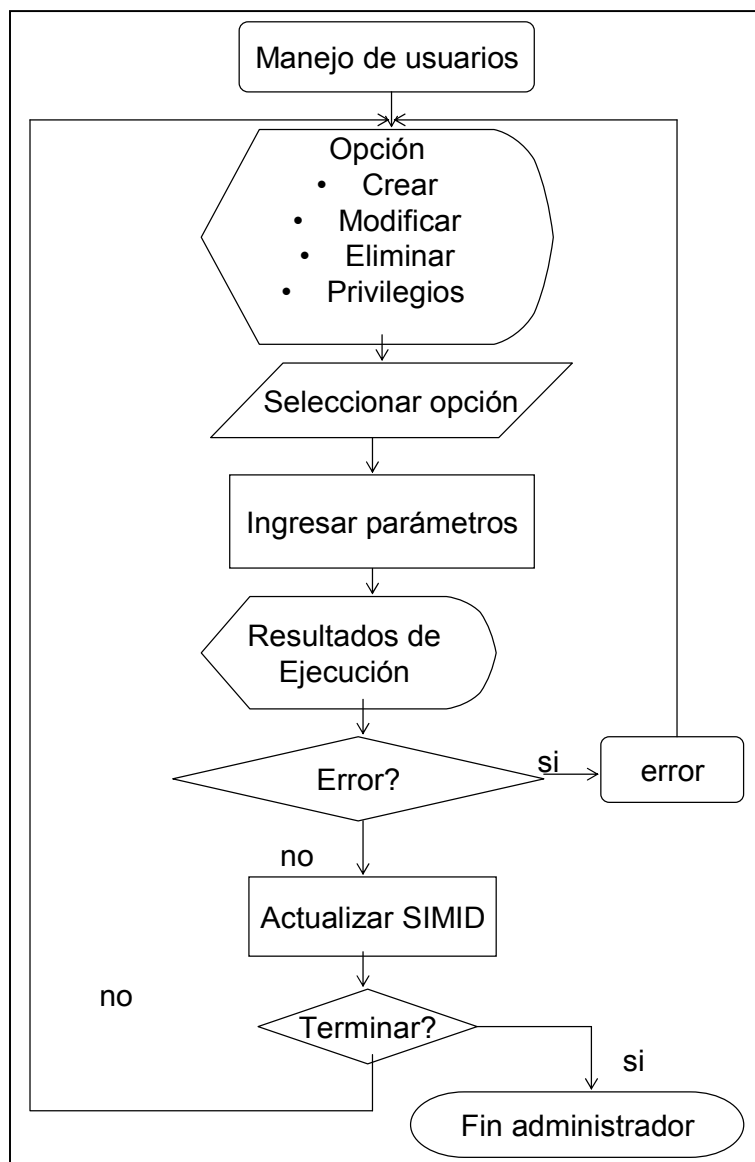 Manejo de usuarios
Opción
• Crear
• Modificar
• Eliminar
• Privilegios
Seleccionar opción
Ingresar parámetros
Resultados de
Ejecución
Error?
si
error
no
Actualizar SIMID
no
Terminar?
si
Fin administrador